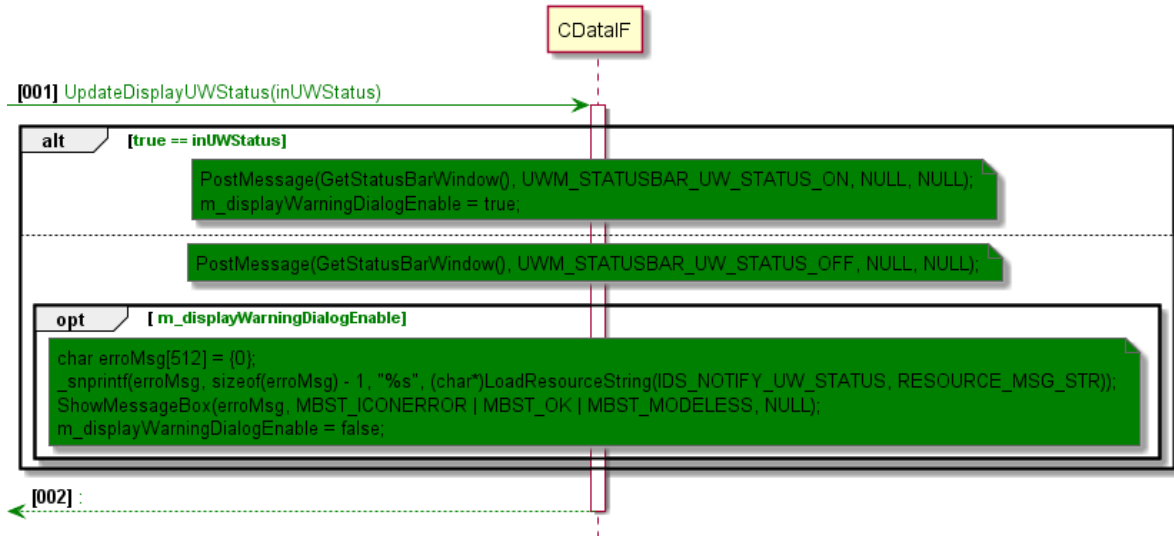 CDataIF
[001] UpdateDisplayUWStatus(inUWStatus)
alt [true == inUWStatus]
PostMessage(GetStatusBarWindow(), UWM_STATUSBAR_UW_STATUS_ON, NULL, NULL);
m_displayWarningDialogEnable = true;
PostMessage(GetStatusBarWindow(), UWM_STATUSBAR_UW_STATUS_OFF, NULL, NULL);
opt [ m_displayWarningDialogEnable]
char erroMsg[512] = {0};
_snprintf(erroMsg, sizeof(erroMsg) - 1, "%s", (char*)LoadResourceString(IDS_NOTIFY_UW_STATUS, RESOURCE_MSG_STR));
ShowMessageBox(erroMsg, MBST_ICONERROR | MBST_OK | MBST_MODELESS, NULL);
m_displayWarningDialogEnable = false;
[002] :